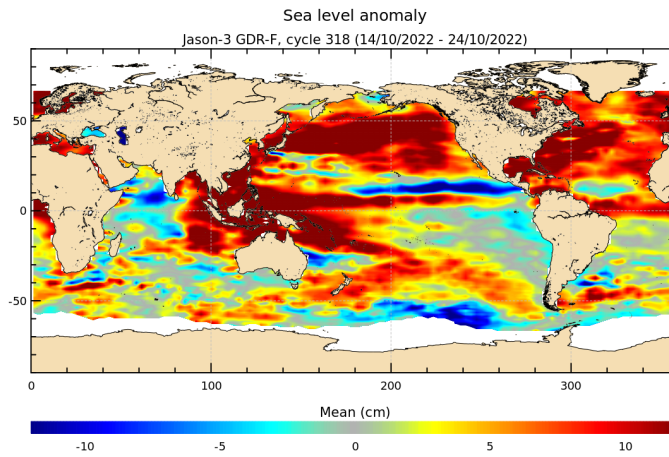 Sea level anomaly
Jason-3 GDR-F, cycle 318 (14/10/2022 - 24/10/2022)
50
0
-50
0 100 200 300
Mean (cm)
-10 -5 0 5 10